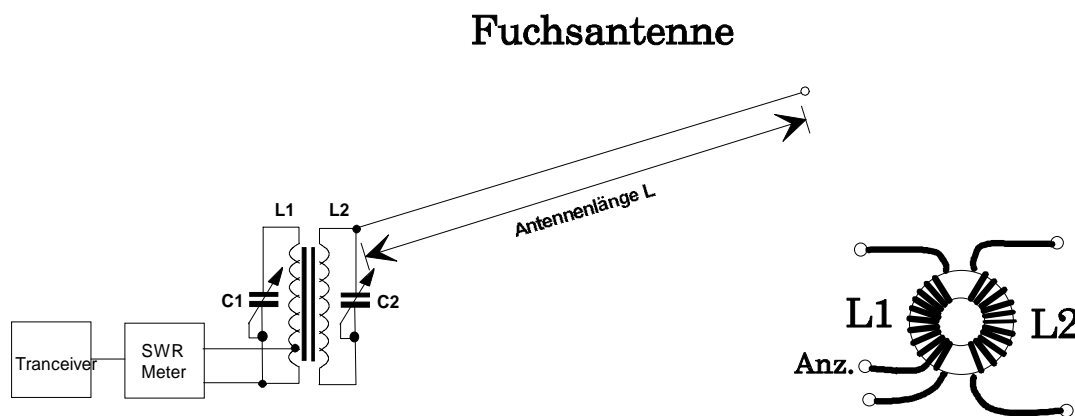 Fuchsantenne
Antennenlänge L
L1
L2
C1
C2
Tranceiver
SWR
Meter
L1
L2
Anz.